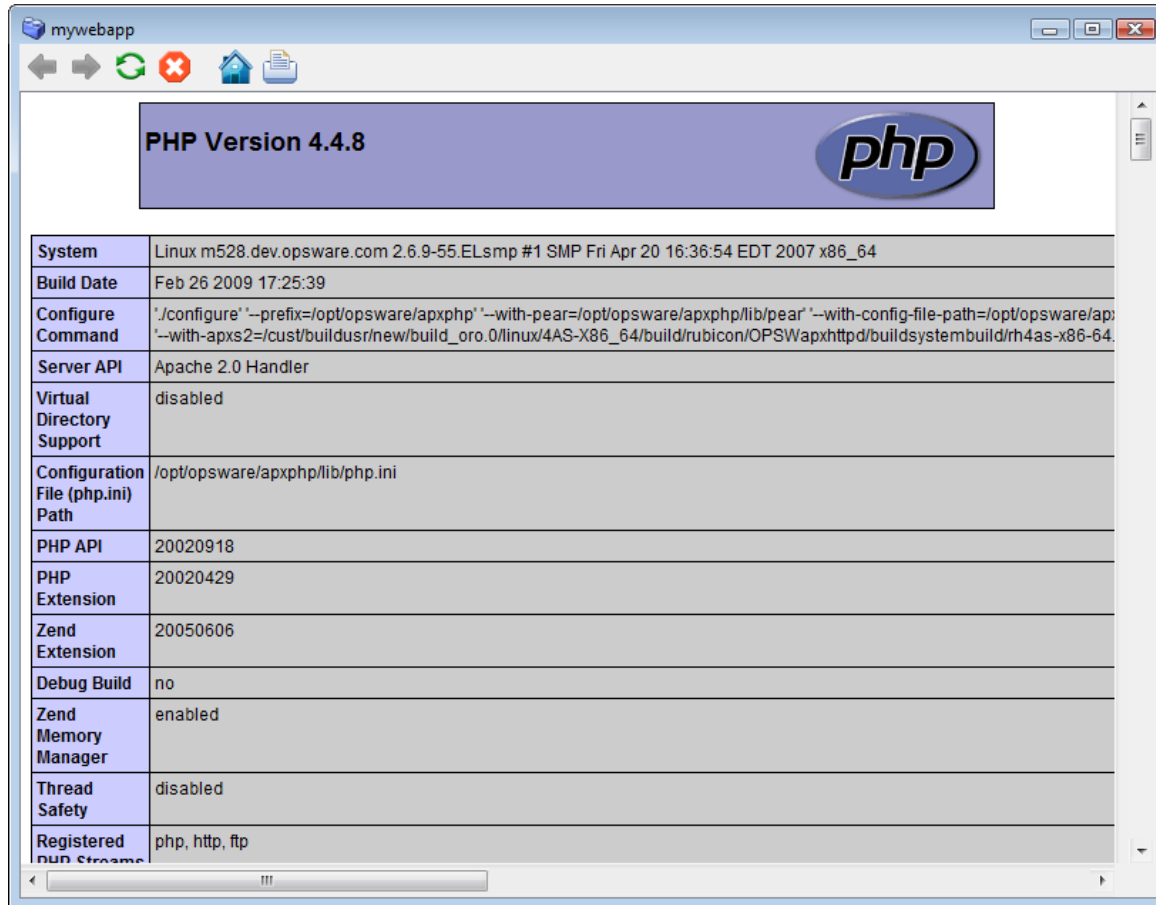 mywebapp
PHP Version 4.4.8
php
System
Linux m528.dev.opsware.com 2.6.9-55.ELsmp #1 SMP Fri Apr 20 16:36:54 EDT 2007 x86_64
Build Date
Feb 26 2009 17:25:39
Configure
Command
'./configure' '--prefix=/opt/opsware/apxphp' '--with-pear=/opt/opsware/apxphp/lib/pear' '--with-config-file-path=/opt/opsware/apx
'--with-apxs2=/cust/buildusr/new/build_oro.0/linux/4AS-X86_64/build/rubicon/OPSWapxhttpd/buildsystembuild/rh4as-x86-64.
Server API
Apache 2.0 Handler
Virtual
Directory
Support
disabled
Configuration
File (php.ini)
Path
/opt/opsware/apxphp/lib/php.ini
PHP API
20020918
PHP
Extension
20020429
Zend
Extension
20050606
Debug Build
no
Zend
Memory
Manager
enabled
Thread
Safety
disabled
Registered
PHP Streams
php, http, ftp